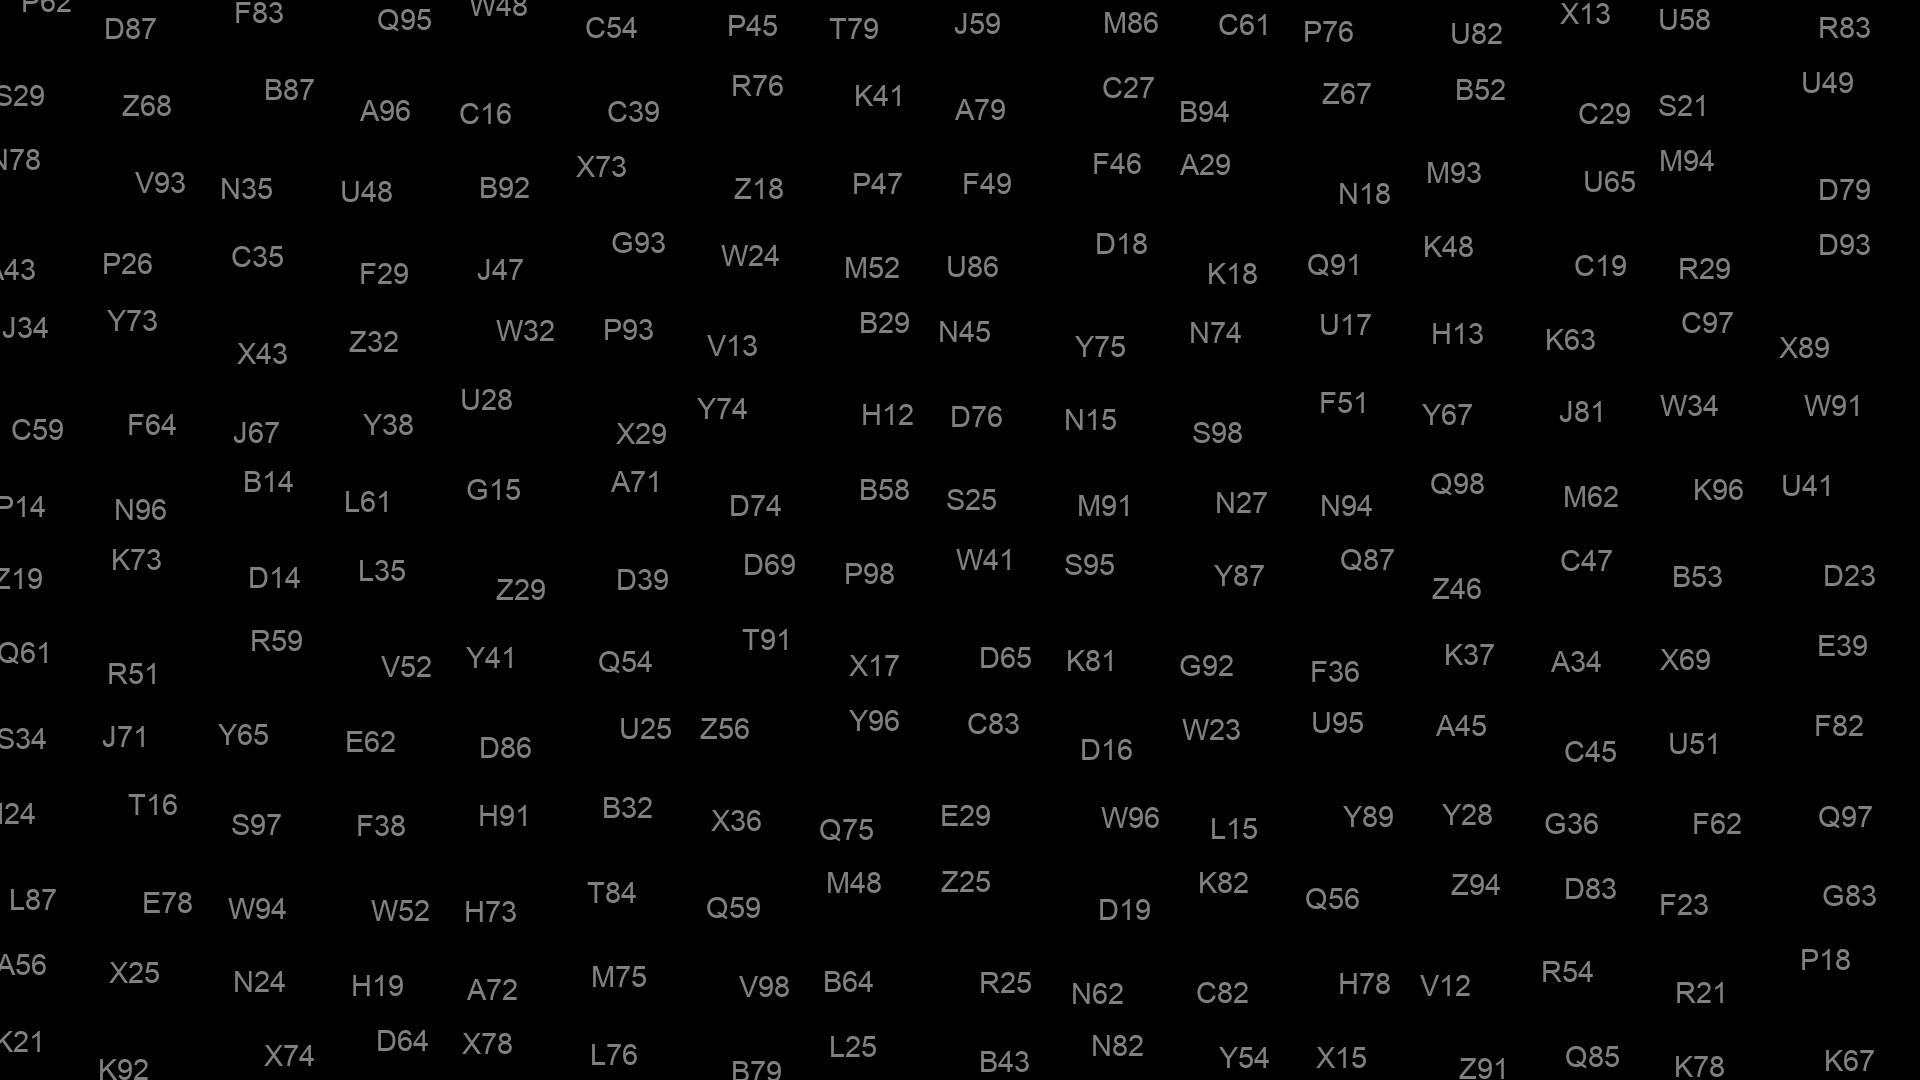 P62 D87 F83 Q95 W48 C54 P45 T79 J59 M86 C61 P76 U82 X13 U58 R83
S29 Z68 B87 A96 C16 C39 R76 K41 A79 C27 B94 Z67 B52 C29 S21 U49
N78 V93 N35 U48 B92 X73 Z18 P47 F49 F46 A29 N18 M93 U65 M94 D79
A43 P26 C35 F29 J47 G93 W24 M52 U86 D18 K18 Q91 K48 C19 R29 D93
J34 Y73 X43 Z32 W32 P93 V13 B29 N45 Y75 N74 U17 H13 K63 C97 X89
C59 F64 J67 Y38 U28 X29 Y74 H12 D76 N15 S98 F51 Y67 J81 W34 W91
P14 N96 B14 L61 G15 A71 D74 B58 S25 M91 N27 N94 Q98 M62 K96 U41
Z19 K73 D14 L35 Z29 D39 D69 P98 W41 S95 Y87 Q87 Z46 C47 B53 D23
Q61 R51 R59 V52 Y41 Q54 T91 X17 D65 K81 G92 F36 K37 A34 X69 E39
S34 J71 Y65 E62 D86 U25 Z56 Y96 C83 D16 W23 U95 A45 C45 U51 F82
T16 S97 F38 H91 B32 X36 Q75 E29 W96 L15 Y89 Y28 G36 F62 Q97
L87 E78 W94 W52 H73 T84 Q59 M48 Z25 D19 K82 Q56 Z94 D83 F23 G83
A56 X25 N24 H19 A72 M75 V98 B64 R25 N62 C82 H78 V12 R54 R21 P18
K21 K92 X74 D64 X78 L76 B79 L25 B43 N82 Y54 X15 Z91 Q85 K78 K67